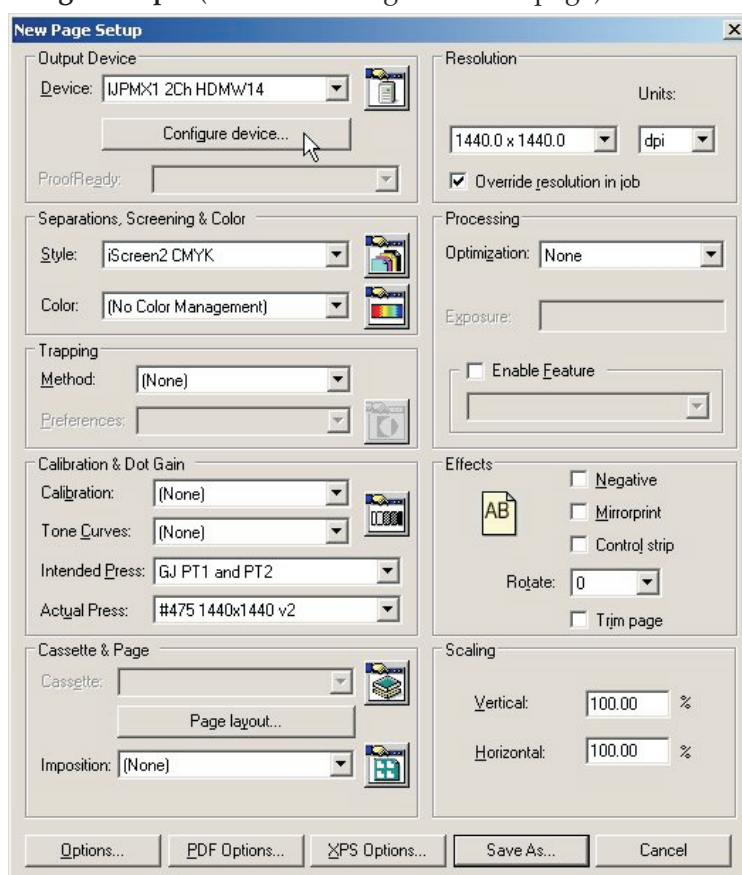 New Page Setup
Output Device
Device: IJPMX1 2Ch HDMW14
Configure device...
ProofReady:
Separations, Screening & Color
Style: iScreen2 CMYK
Color: (No Color Management)
Trapping
Method: (None)
Preferences:
Calibration & Dot Gain
Calibration: (None)
Tone Curves: (None)
Intended Press: GJ PT1 and PT2
Actual Press: #475 1440x1440 v2
Cassette & Page
Cassette:
Page layout...
Imposition: (None)
Resolution
Units:
1440.0 x 1440.0 dpi
Override resolution in job
Processing
Optimization: None
Exposure:
Enable Feature
Effects
AB
Negative
Mirrorprint
Control strip
Rotate: 0
Trim page
Scaling
Vertical: 100.00 %
Horizontal: 100.00 %
Options... PDF Options... XPS Options... Save As... Cancel